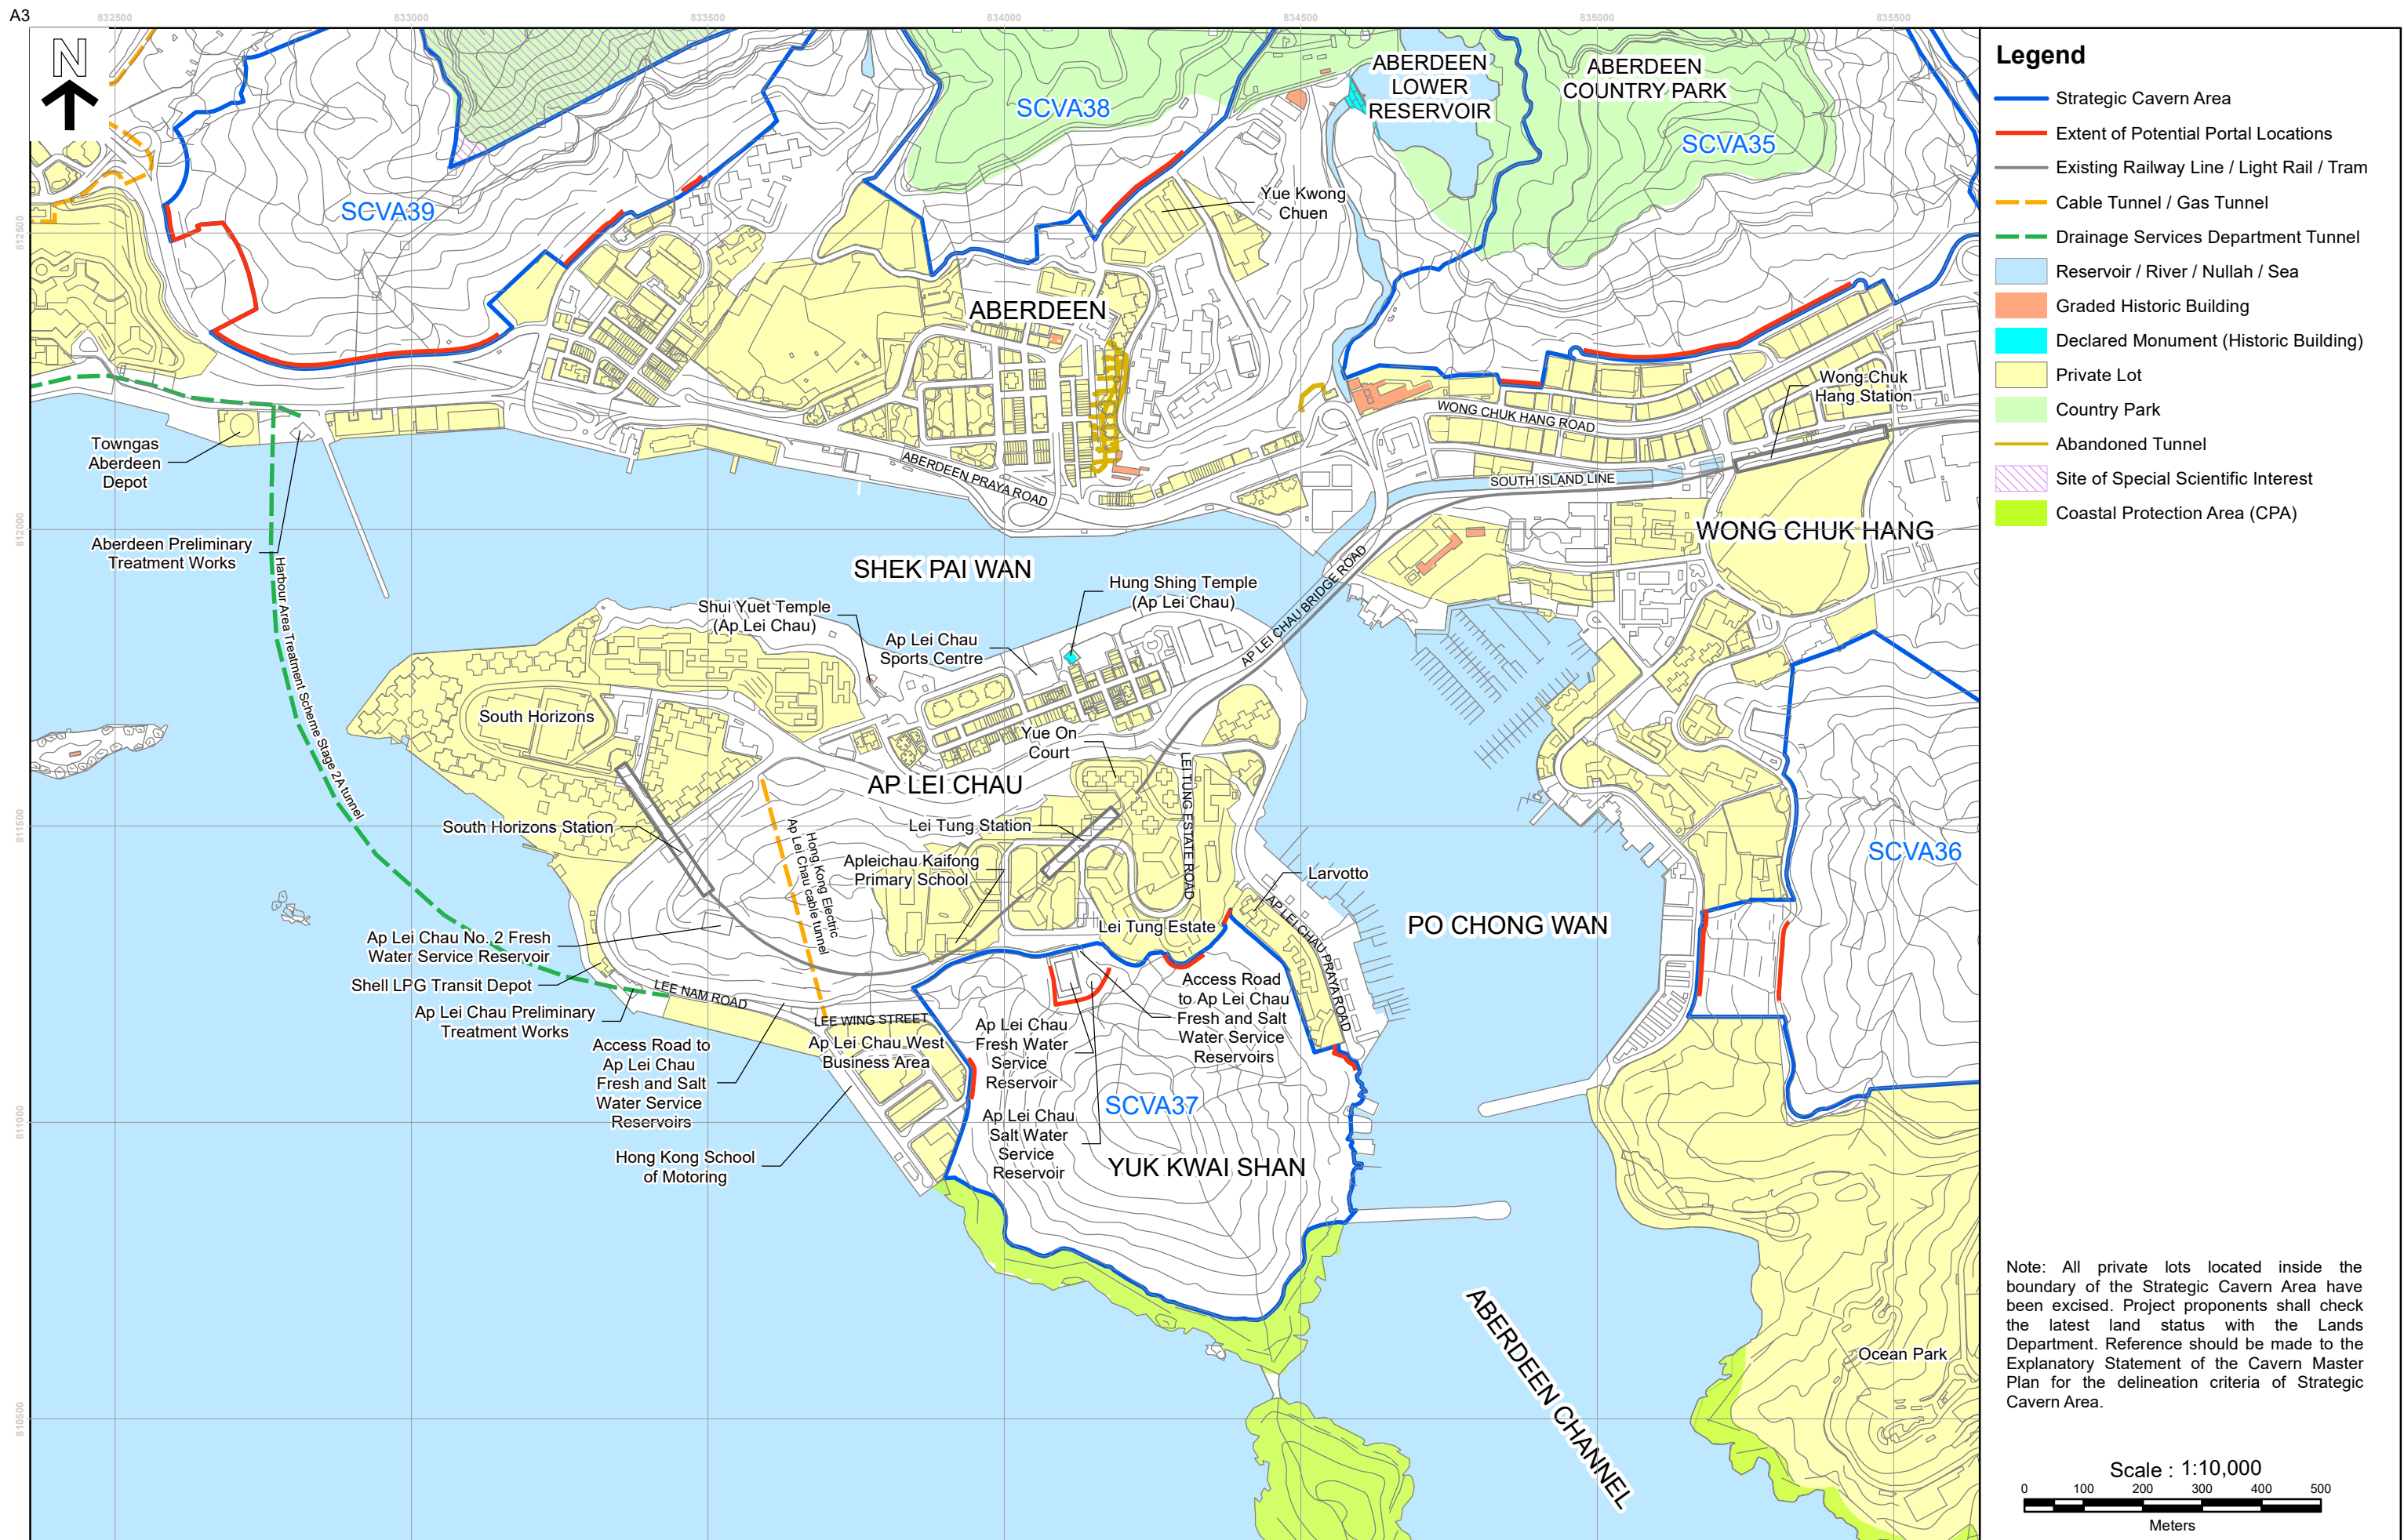 A3
832500
833000
833500
834000
834500
835000
835500
812500
812000
811500
811000
810500
N
SCVA39
SCVA38
ABERDEEN
LOWER
RESERVOIR
ABERDEEN
COUNTRY PARK
SCVA35
Yue Kwong
Chuen
ABERDEEN
Wong Chuk
Hang Station
WONG CHUK HANG ROAD
Towngas
Aberdeen
Depot
ABERDEEN PRAYA ROAD
SOUTH ISLAND LINE
WONG CHUK HANG
Aberdeen Preliminary
Treatment Works
SHEK PAI WAN
Harbour Area Treatment Scheme Stage 2A tunnel
Shui Yuet Temple
(Ap Lei Chau)
Hung Shing Temple
(Ap Lei Chau)
Ap Lei Chau
Sports Centre
AP LEI CHAU BRIDGE ROAD
South Horizons
Yue On
Court
AP LEI CHAU
LEI TUNG ESTATE ROAD
South Horizons Station
Lei Tung Station
Hong Kong Electric
Ap Lei Chau cable tunnel
Apleichau Kaifong
Primary School
Larvotto
SCVA36
Lei Tung Estate
AP LEI CHAU PRAYA ROAD
PO CHONG WAN
Ap Lei Chau No. 2 Fresh
Water Service Reservoir
Shell LPG Transit Depot
LEE NAM ROAD
Ap Lei Chau Preliminary
Treatment Works
LEE WING STREET
Access Road
to Ap Lei Chau
Fresh and Salt
Water Service
Reservoirs
Ap Lei Chau
Fresh Water
Service
Reservoir
Access Road to
Ap Lei Chau
Fresh and Salt
Water Service
Reservoirs
Ap Lei Chau West
Business Area
SCVA37
Ap Lei Chau
Salt Water
Service
Reservoir
Hong Kong School
of Motoring
YUK KWAI SHAN
ABERDEEN CHANNEL
Ocean Park
Legend
Strategic Cavern Area
Extent of Potential Portal Locations
Existing Railway Line / Light Rail / Tram
Cable Tunnel / Gas Tunnel
Drainage Services Department Tunnel
Reservoir / River / Nullah / Sea
Graded Historic Building
Declared Monument (Historic Building)
Private Lot
Country Park
Abandoned Tunnel
Site of Special Scientific Interest
Coastal Protection Area (CPA)
Note: All private lots located inside the
boundary of the Strategic Cavern Area have
been excised. Project proponents shall check
the latest land status with the Lands
Department. Reference should be made to the
Explanatory Statement of the Cavern Master
Plan for the delineation criteria of Strategic
Cavern Area.
Scale : 1:10,000
0 100 200 300 400 500
Meters